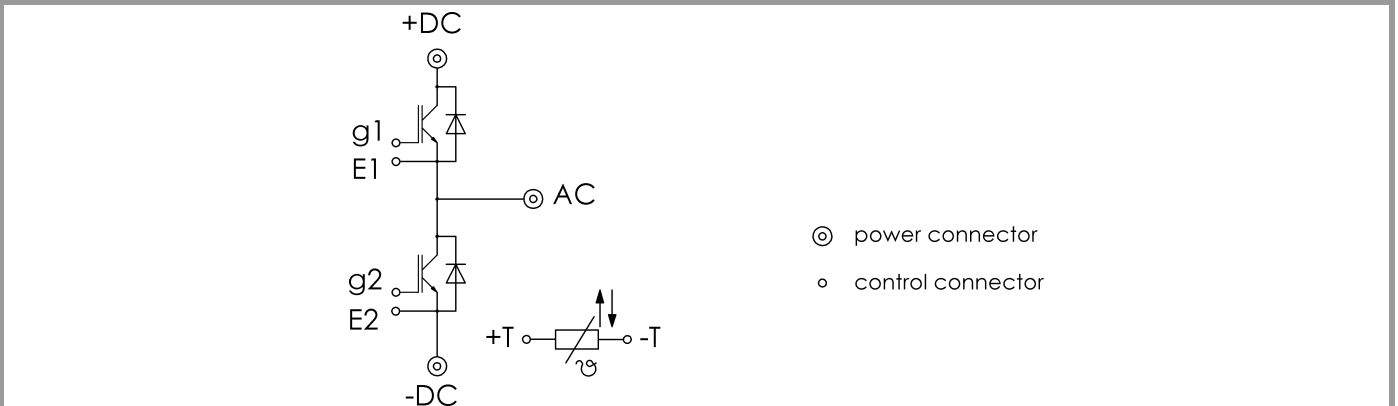 +DC
g1
E1
AC
power connector
control connector
g2
E2
+T
-T
ϑ
-DC